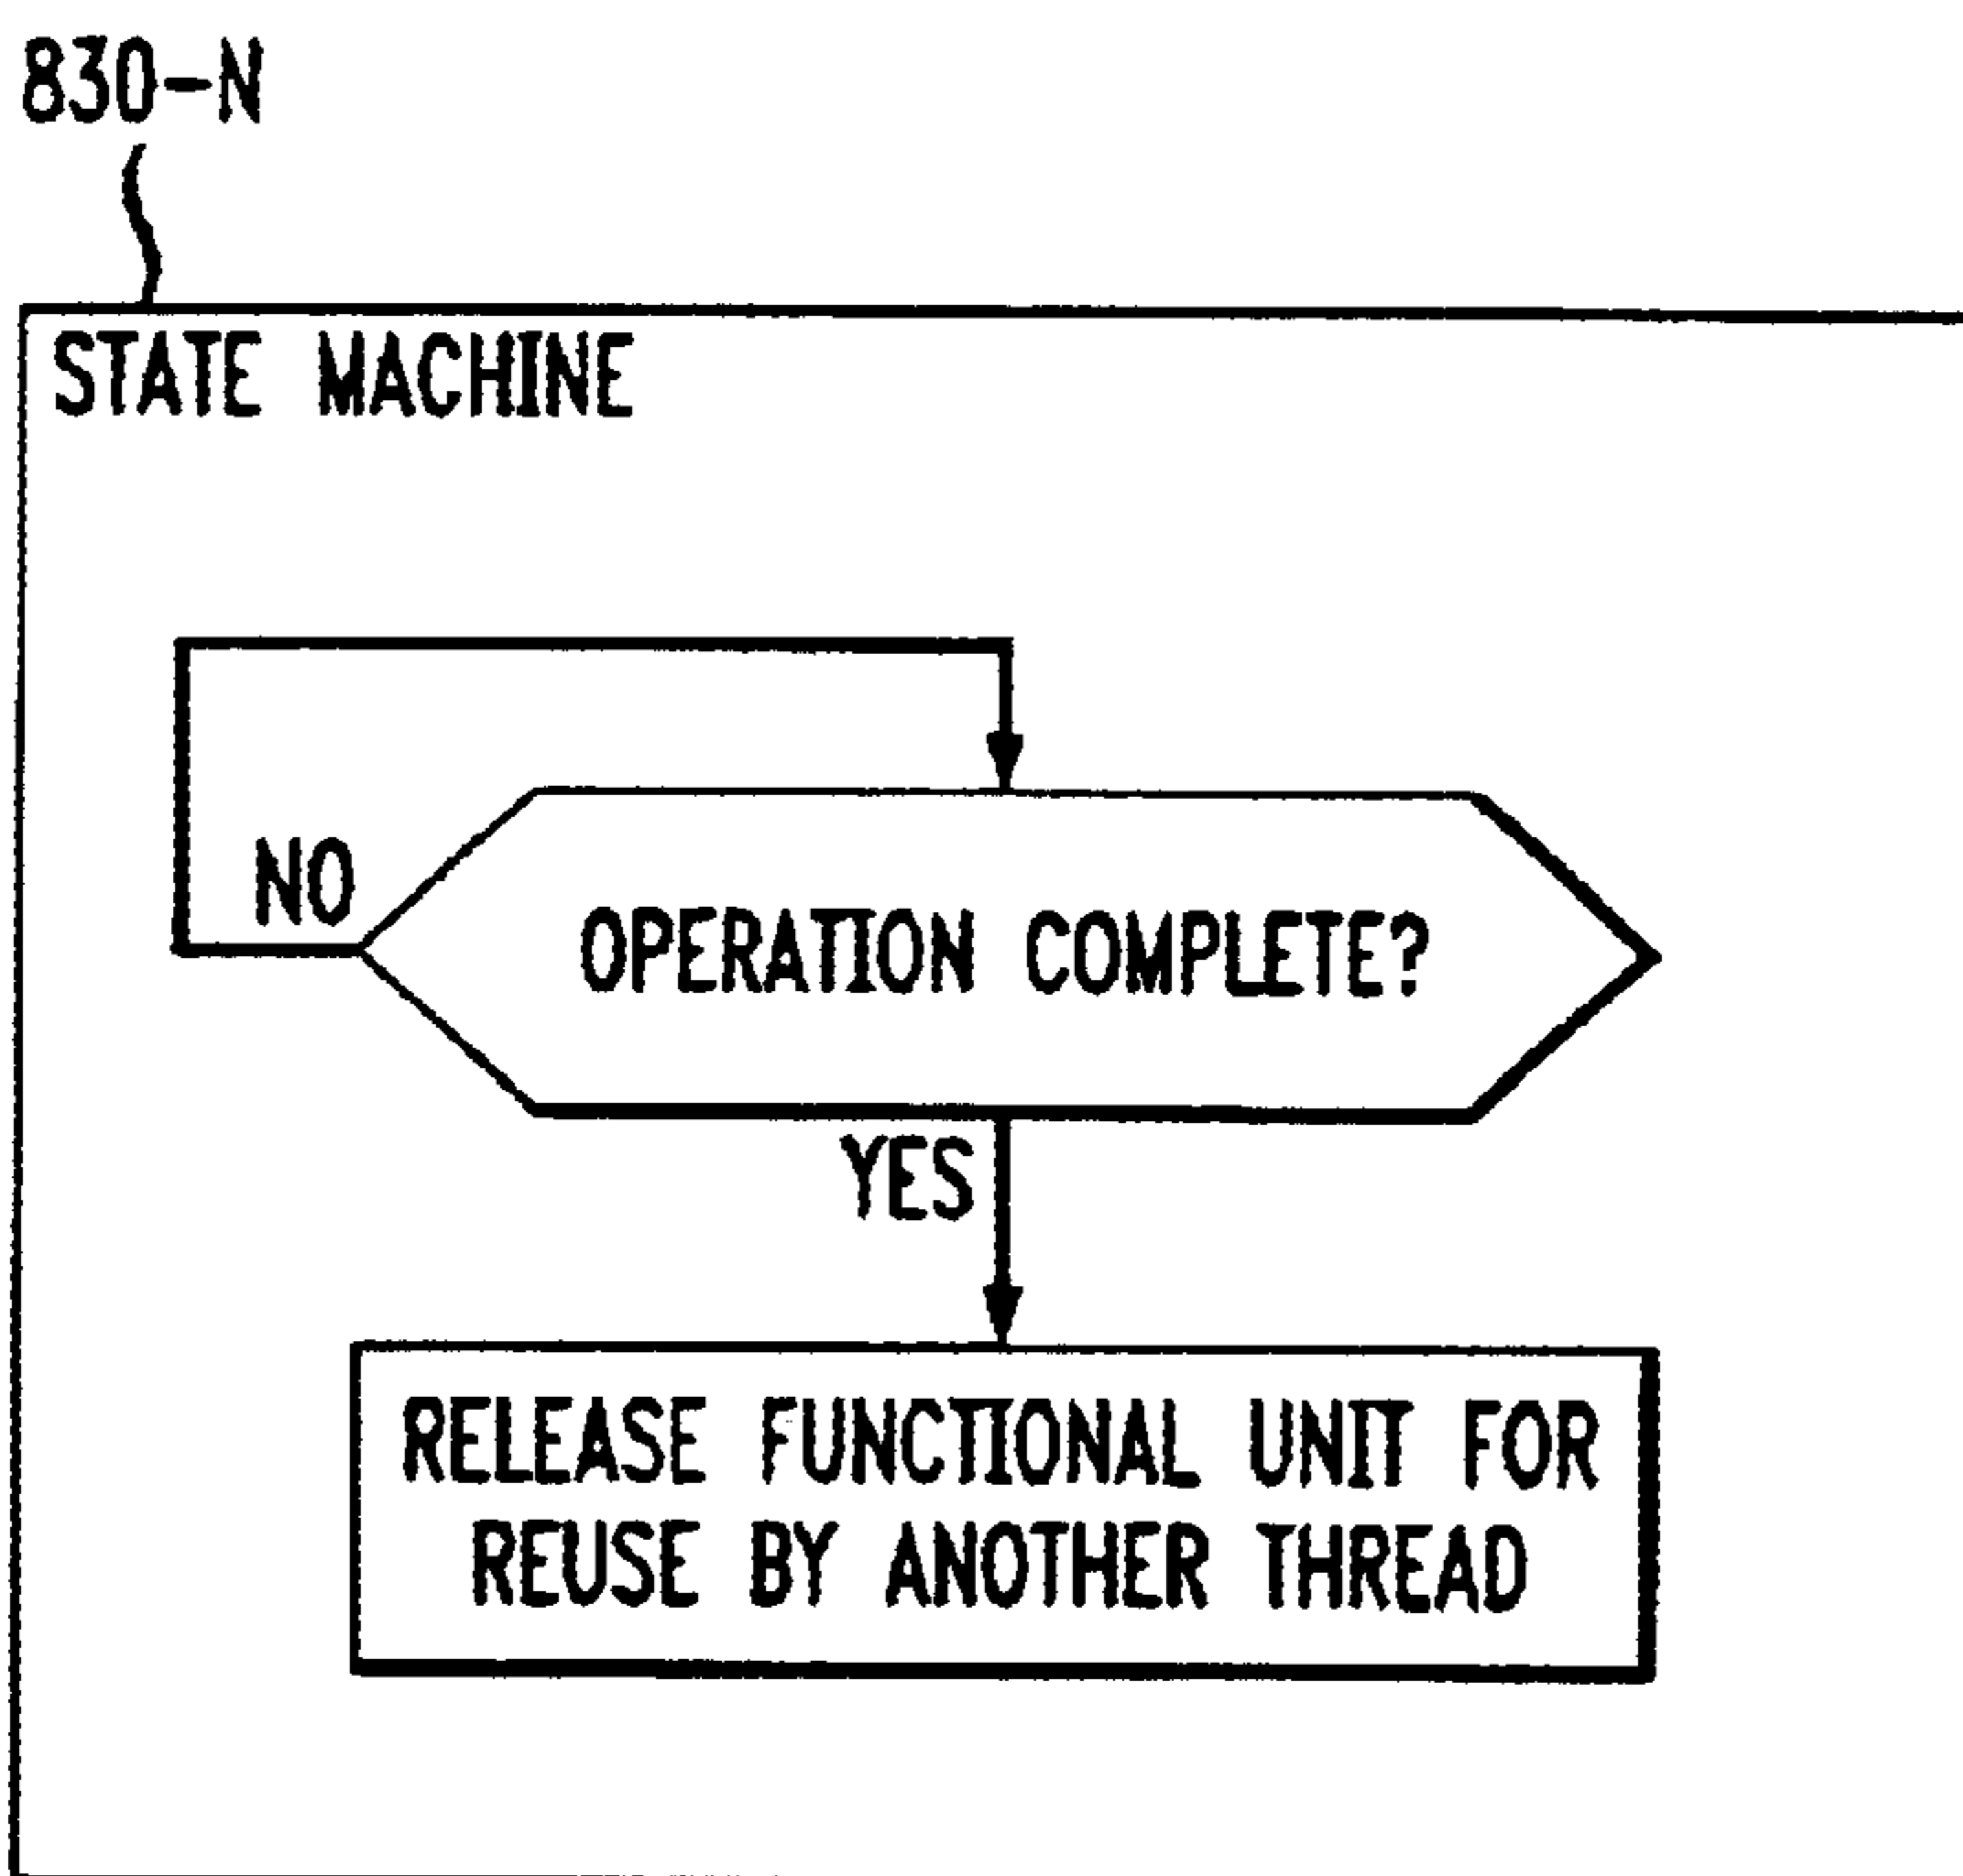 830-N
STATE MACHINE
NO
OPERATION COMPLETE?
YES
RELEASE FUNCTIONAL UNIT FOR
REUSE BY ANOTHER THREAD